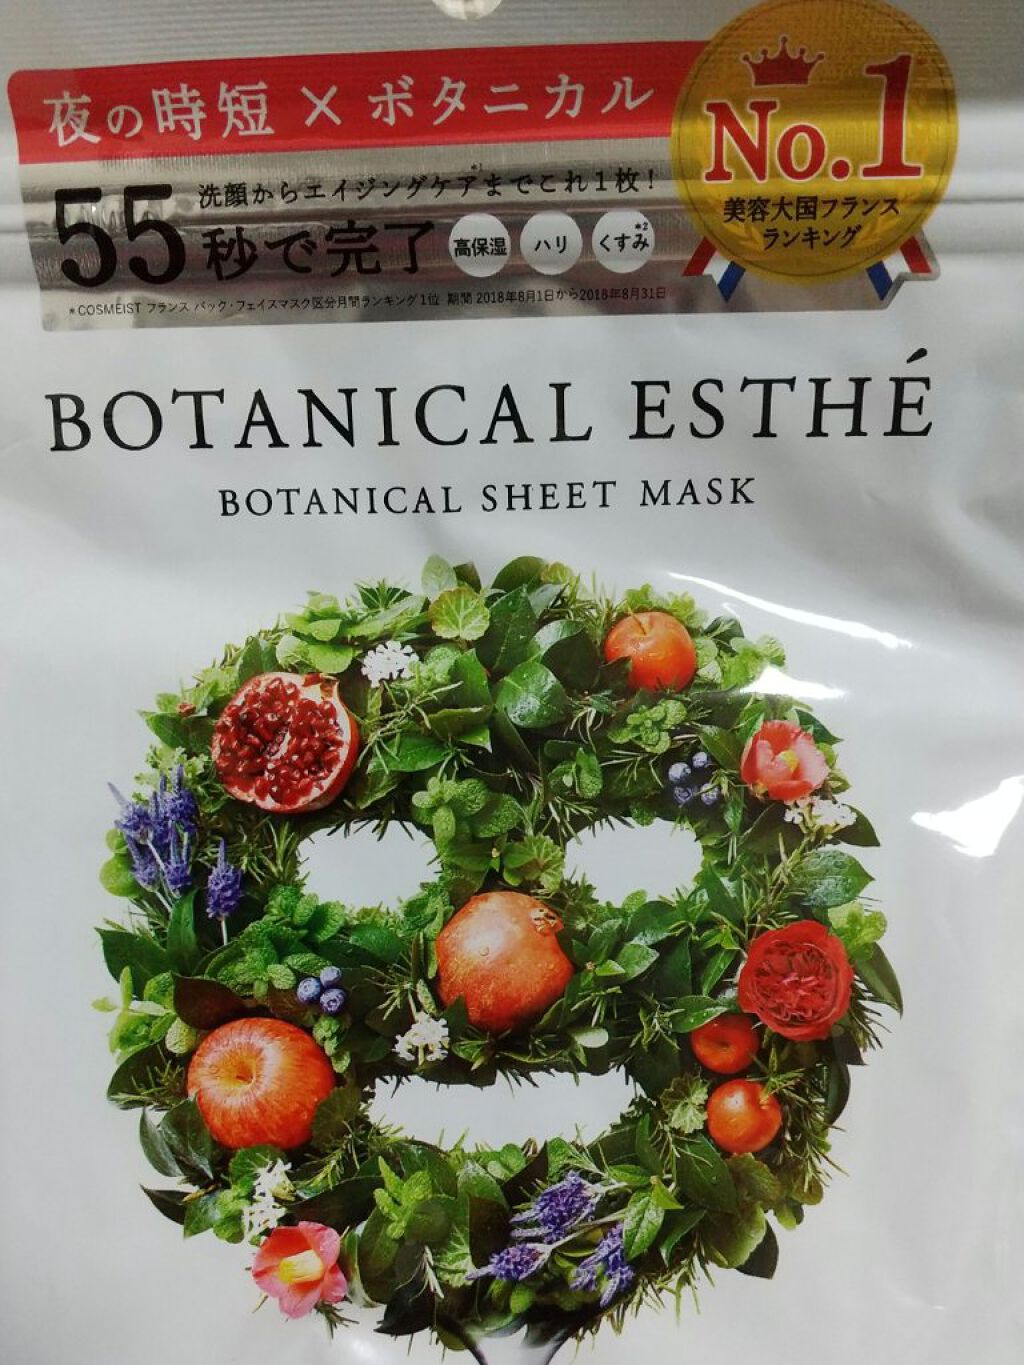 夜の時短 × ボタニカル
No.1*
美容大国フランス
ランキング
洗顔からエイジングケア*1までこれ1枚!
55秒で完了
高保湿
ハリ
くすみ*2
*COSMEIST フランス パック・フェイスマスク区分月間ランキング1位 期間 2018年8月1日から2018年8月31日
BOTANICAL ESTHÉ
BOTANICAL SHEET MASK